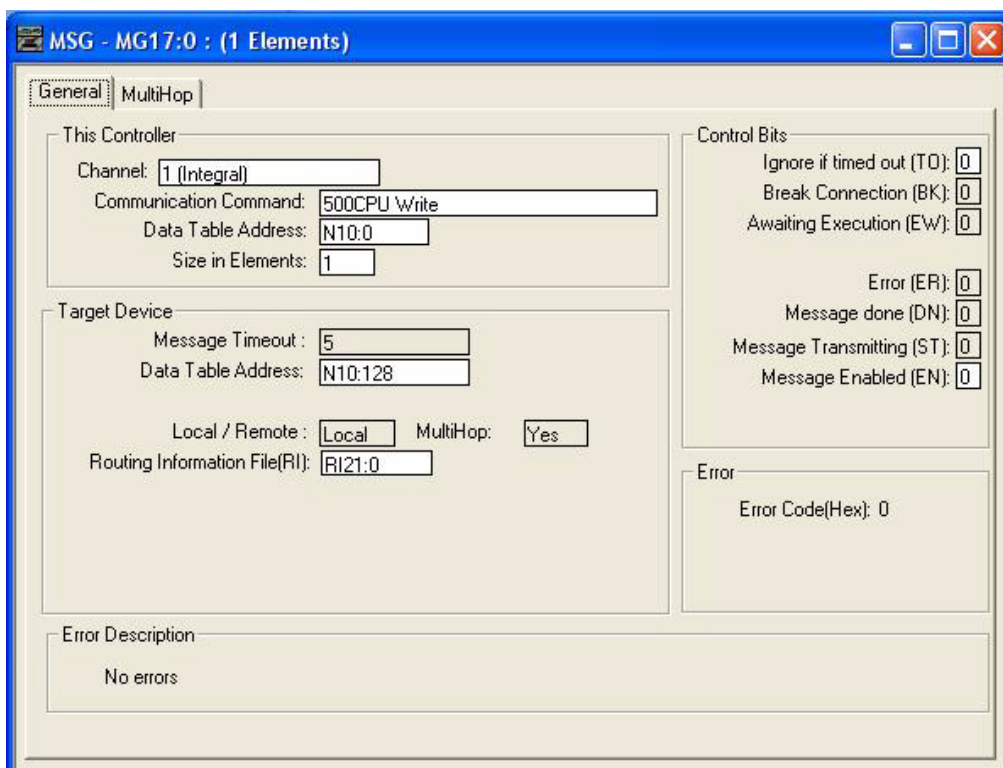 MSG - MG17:0 : (1 Elements)
General MultiHop
This Controller
Channel: 1 (Integral)
Communication Command: 500CPU Write
Data Table Address: N10:0
Size in Elements: 1
Target Device
Message Timeout : 5
Data Table Address: N10:128
Local / Remote : Local MultiHop: Yes
Routing Information File(RI): RI21:0
Control Bits
Ignore if timed out (TO): 0
Break Connection (BK): 0
Awaiting Execution (EW): 0
Error (ER): 0
Message done (DN): 0
Message Transmitting (ST): 0
Message Enabled (EN): 0
Error
Error Code(Hex): 0
Error Description
No errors